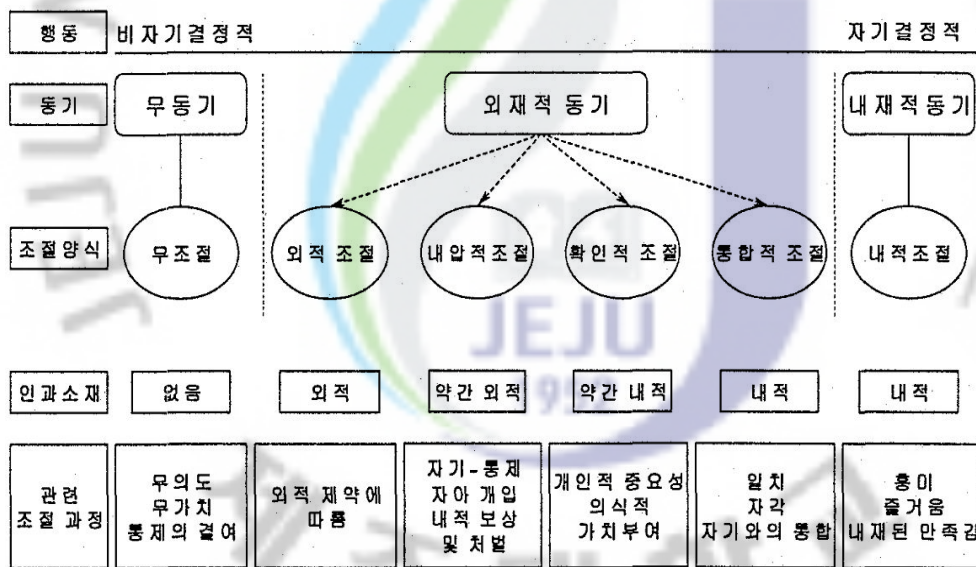 행동 비자기결정적 자기결정적
동기 무동기 외재적 동기 내재적동기
조절양식 무조절 외적 조절 내압적조절 확인적 조절 통합적 조절 내적조절
JEJU
1952
인과소재 없음 외적 약간 외적 약간 내적 내적 내적
관련
조절 과정
무의도
무가치
통제의 결여
외적 제약에
따름
자기-통제
자아 개입
내적 보상
및 처벌
개인적 중요성
의식적
가치부여
일치
자각
자기와의 통합
흥미
즐거움
내재된 만족감